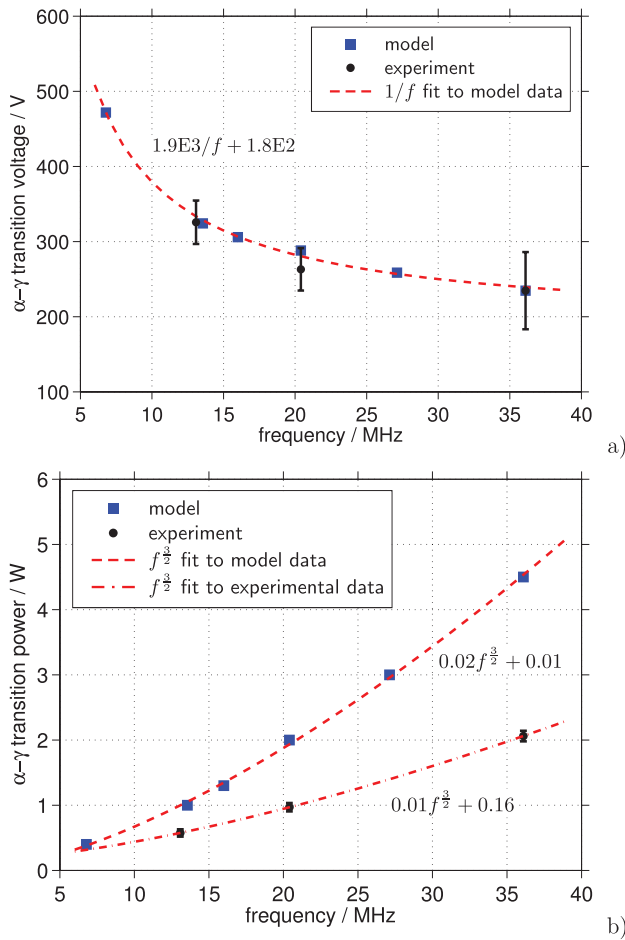 600
500
400
300
200
100
α−γ transition voltage / V
model
experiment
1/f fit to model data
1.9E3/f + 1.8E2
5 10 15 20 25 30 35 40
frequency / MHz
a)
6
5
4
3
2
1
0
α−γ transition power / W
model
experiment
f^{3/2} fit to model data
f^{3/2} fit to experimental data
0.02f^{3/2} + 0.01
0.01f^{3/2} + 0.16
5 10 15 20 25 30 35 40
frequency / MHz
b)